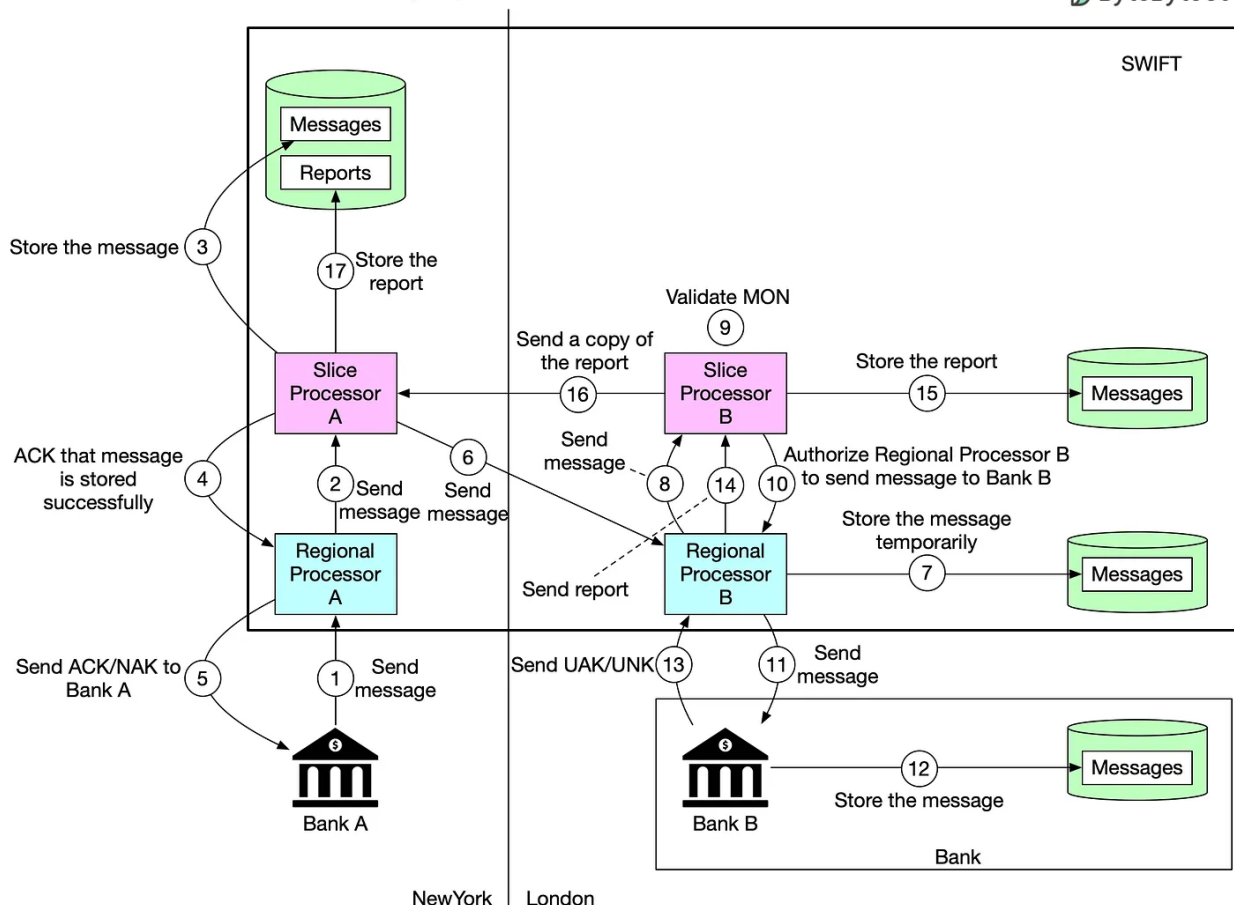 SWIFT
Messages
Reports
Store the message
3
17
Store the
report
Validate MON
9
Send a copy of
the report
16
Slice
Processor
A
Slice
Processor
B
Store the report
15
Messages
ACK that message
is stored
successfully
4
2
Send
message
6
Send
message
Send
message
8
14
10
Authorize Regional Processor B
to send message to Bank B
Store the message
temporarily
7
Messages
Regional
Processor
A
Send report
Regional
Processor
B
Send ACK/NAK to
Bank A
5
1
Send
message
Send UAK/UNK
13
11
Send
message
$
Bank A
$
Bank B
12
Store the message
Messages
Bank
NewYork
London